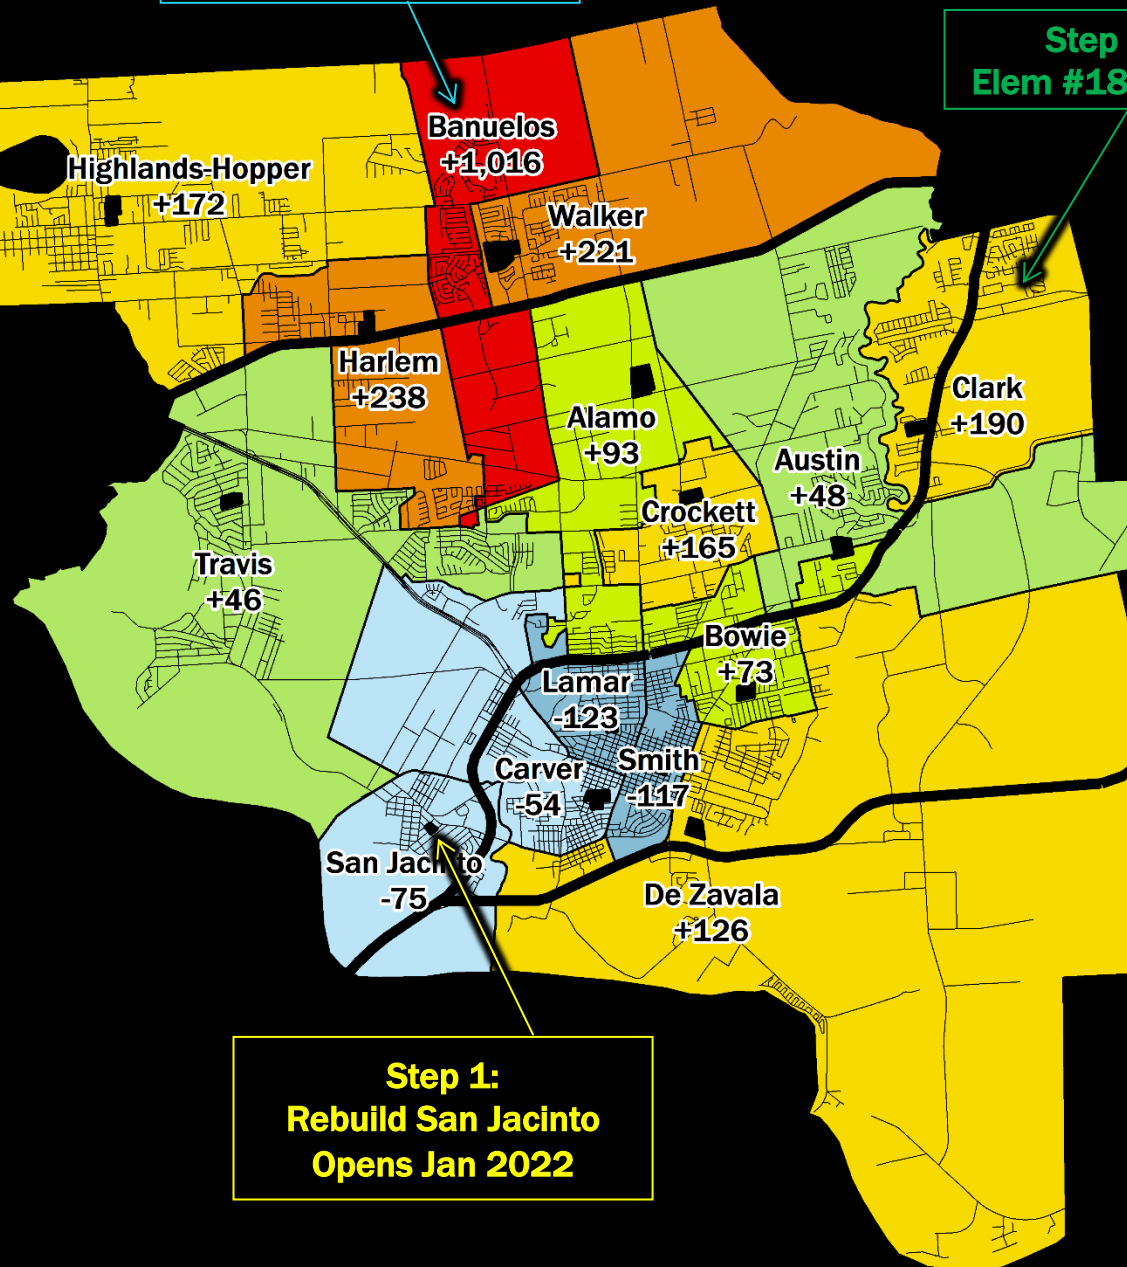 Step
Elem #18
Banuelos
+1,016
Highlands-Hopper
+172
Walker
+221
Harlem
+238
Alamo
+93
Clark
+190
Austin
+48
Crockett
+165
Travis
+46
Bowie
+73
Lamar
-123
Smith
-117
Carver
-54
San Jacinto
-75
De Zavala
+126
Step 1:
Rebuild San Jacinto
Opens Jan 2022